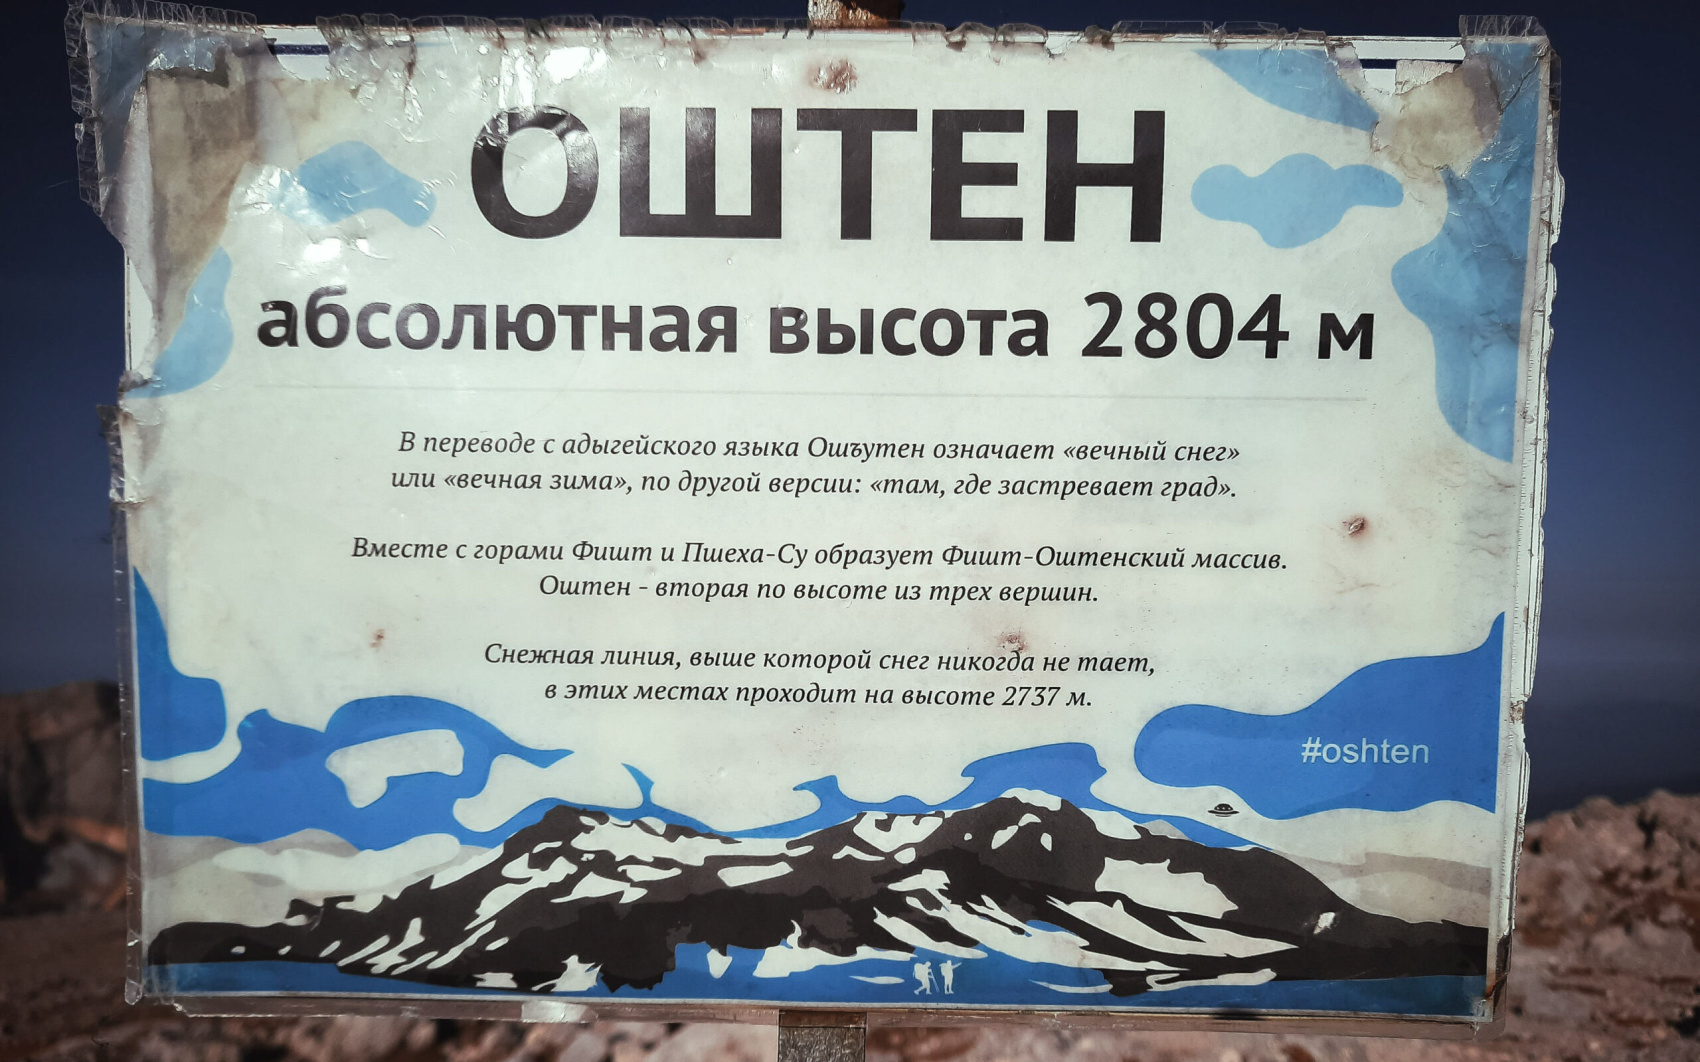 ОШТЕН
абсолютная высота 2804 м
В переводе с адыгейского языка Ошъутен означает «вечный снег»
или «вечная зима», по другой версии: «там, где застревает град».
Вместе с горами Фишт и Пшеха-Су образует Фишт-Оштенский массив.
Оштен - вторая по высоте из трех вершин.
Снежная линия, выше которой снег никогда не тает,
в этих местах проходит на высоте 2737 м.
#oshten